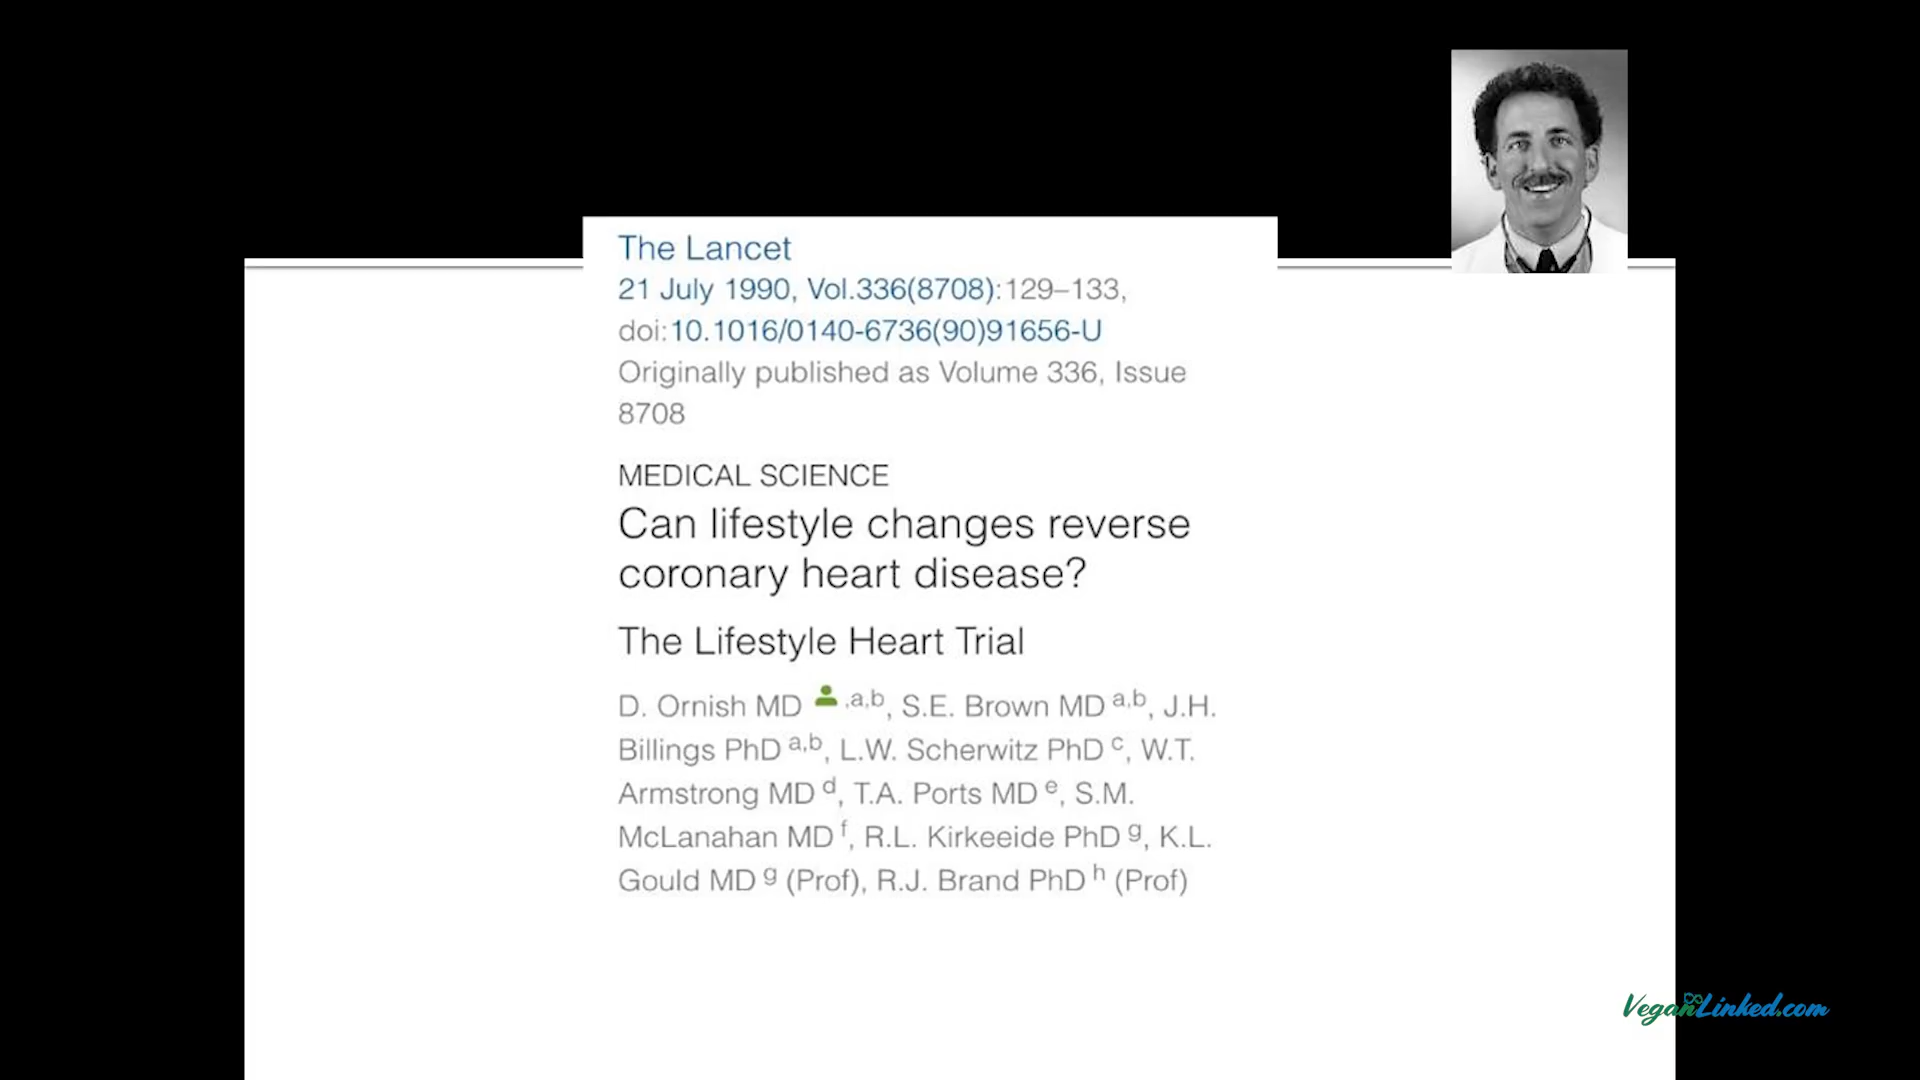 The Lancet
21 July 1990, Vol.336(8708):129–133,
doi:10.1016/0140-6736(90)91656-U
Originally published as Volume 336, Issue
8708
MEDICAL SCIENCE
Can lifestyle changes reverse
coronary heart disease?
The Lifestyle Heart Trial
D. Ornish MD ,a,b, S.E. Brown MD a,b, J.H.
Billings PhD a,b, L.W. Scherwitz PhD c, W.T.
Armstrong MD d, T.A. Ports MD e, S.M.
McLanahan MD f, R.L. Kirkeeide PhD g, K.L.
Gould MD g (Prof), R.J. Brand PhD h (Prof)
VeganLinked.com